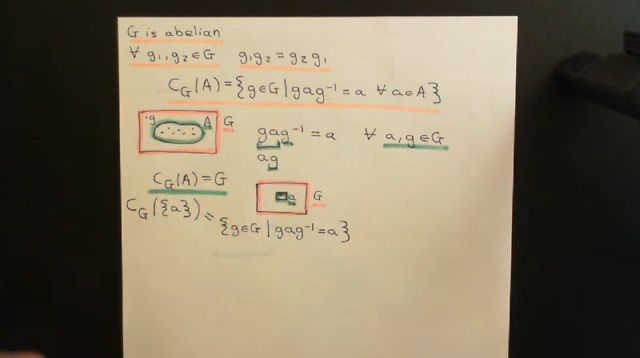 G is abelian
∀ g₁, g₂ ∈ G g₁g₂ = g₂g₁
C_G(A) = {g∈G | gag⁻¹ = a ∀ a∈A}
g A G
gag⁻¹ = a ∀ a, g ∈ G
ag
C_G(A) = G
a G
C_G({a}) = {g∈G | gag⁻¹ = a}